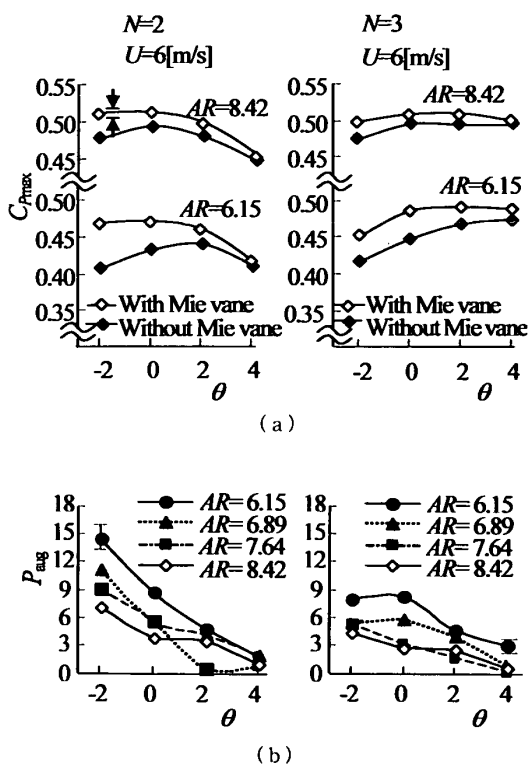 N=2
U=6[m/s]
N=3
U=6[m/s]
C_Pmax
0.55
0.50
0.45
0.45
0.40
0.35
AR=8.42
AR=6.15
With Mie vane
Without Mie vane
-2 0 2 4
θ
0.55
0.50
0.45
0.45
0.40
0.35
AR=8.42
AR=6.15
With Mie vane
Without Mie vane
-2 0 2 4
θ
(a)
P_aug
18
15
12
9
6
3
0
AR=6.15
AR=6.89
AR=7.64
AR=8.42
-2 0 2 4
θ
18
15
12
9
6
3
0
AR=6.15
AR=6.89
AR=7.64
AR=8.42
-2 0 2 4
θ
(b)